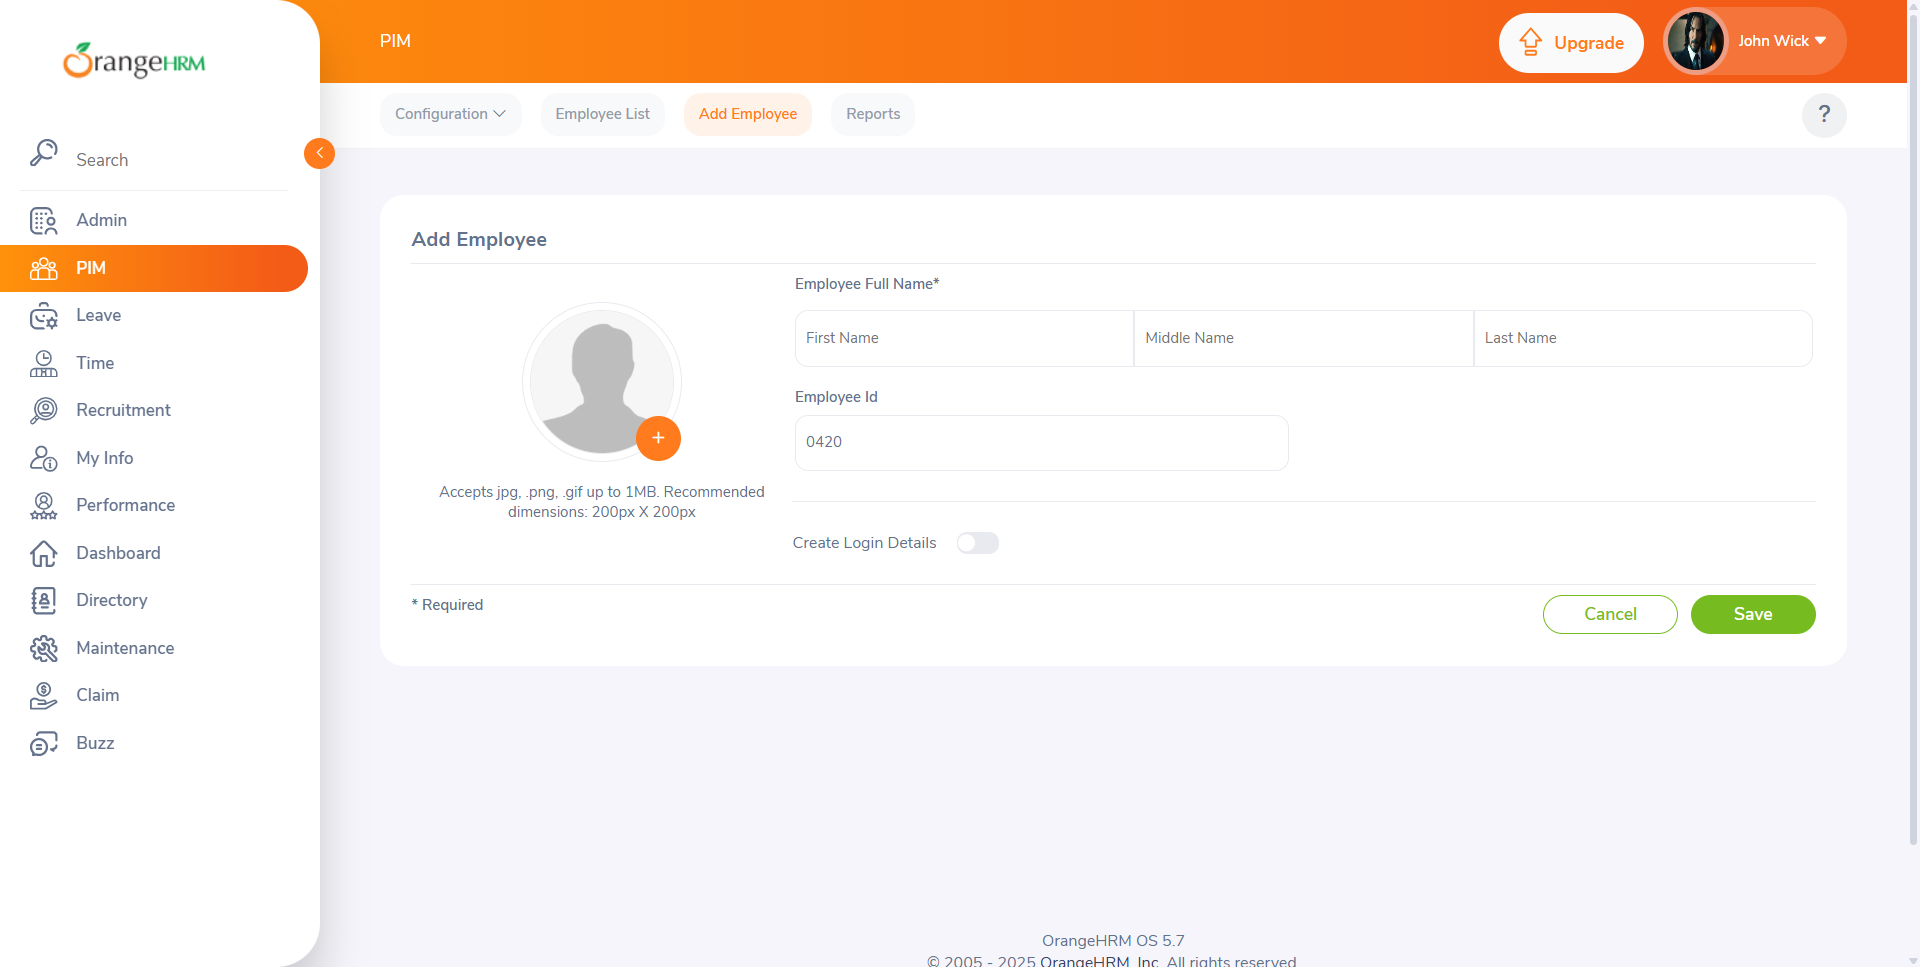 OrangeHRM
PIM
Upgrade
John Wick
Configuration
Employee List
Add Employee
Reports
?
Search
Admin
PIM
Leave
Time
Recruitment
My Info
Performance
Dashboard
Directory
Maintenance
Claim
Buzz
Add Employee
Employee Full Name*
First Name
Middle Name
Last Name
Employee Id
0420
Accepts jpg, .png, .gif up to 1MB. Recommended
dimensions: 200px X 200px
Create Login Details
* Required
Cancel
Save
OrangeHRM OS 5.7
© 2005 - 2025 OrangeHRM, Inc. All rights reserved